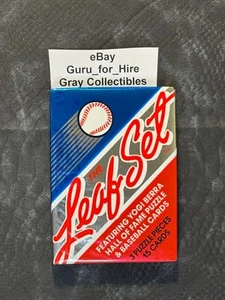 eBay
Guru_for_Hire
Gray Collectibles
THE
Leaf Set
FEATURING YOGI BERRA
HALL OF FAME PUZZLE
& BASEBALL CARDS
3 PUZZLE PIECES
15 CARDS